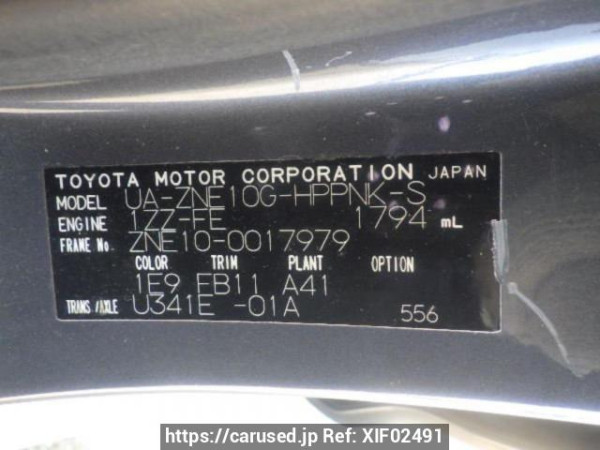 TOYOTA MOTOR CORPORATION JAPAN
MODEL UA-ZNE10G-HPPNK-S
ENGINE 1ZZ-FE 1794 mL
FRAME No. ZNE10-0017979
COLOR TRIM PLANT OPTION
1E9 FB11 A41
TRANS/AXLE U341E -01A 556
https://carused.jp Ref: XIF02491